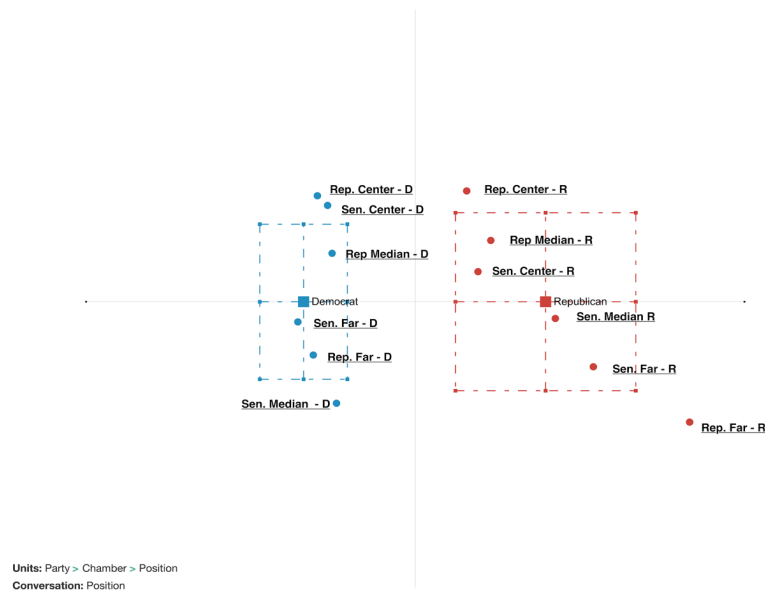 Rep. Center - D
Rep. Center - R
Sen. Center - D
Rep Median - R
Rep Median - D
Sen. Center - R
Democrat
Republican
Sen. Median R
Sen. Far - D
Rep. Far - D
Sen. Far - R
Sen. Median - D
Rep. Far - R
Units: Party > Chamber > Position
Conversation: Position